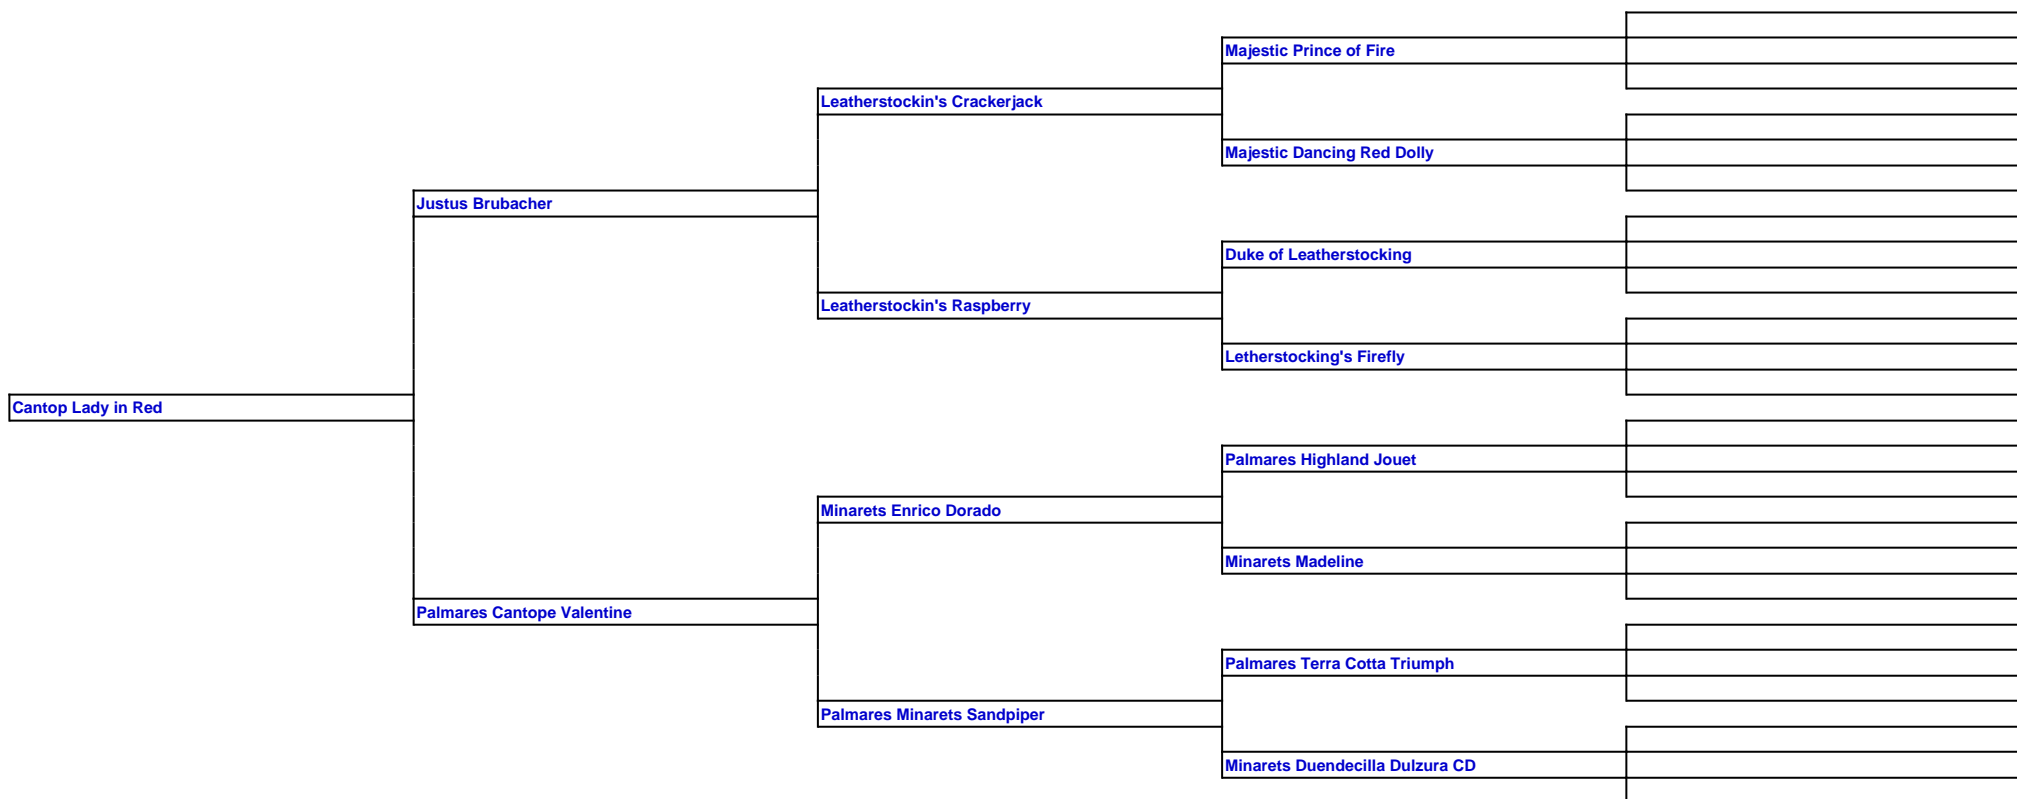 Majestic Prince of Fire
Leatherstockin's Crackerjack
Majestic Dancing Red Dolly
Justus Brubacher
Duke of Leatherstocking
Leatherstockin's Raspberry
Letherstocking's Firefly
Cantop Lady in Red
Palmares Highland Jouet
Minarets Enrico Dorado
Minarets Madeline
Palmares Cantope Valentine
Palmares Terra Cotta Triumph
Palmares Minarets Sandpiper
Minarets Duendecilla Dulzura CD